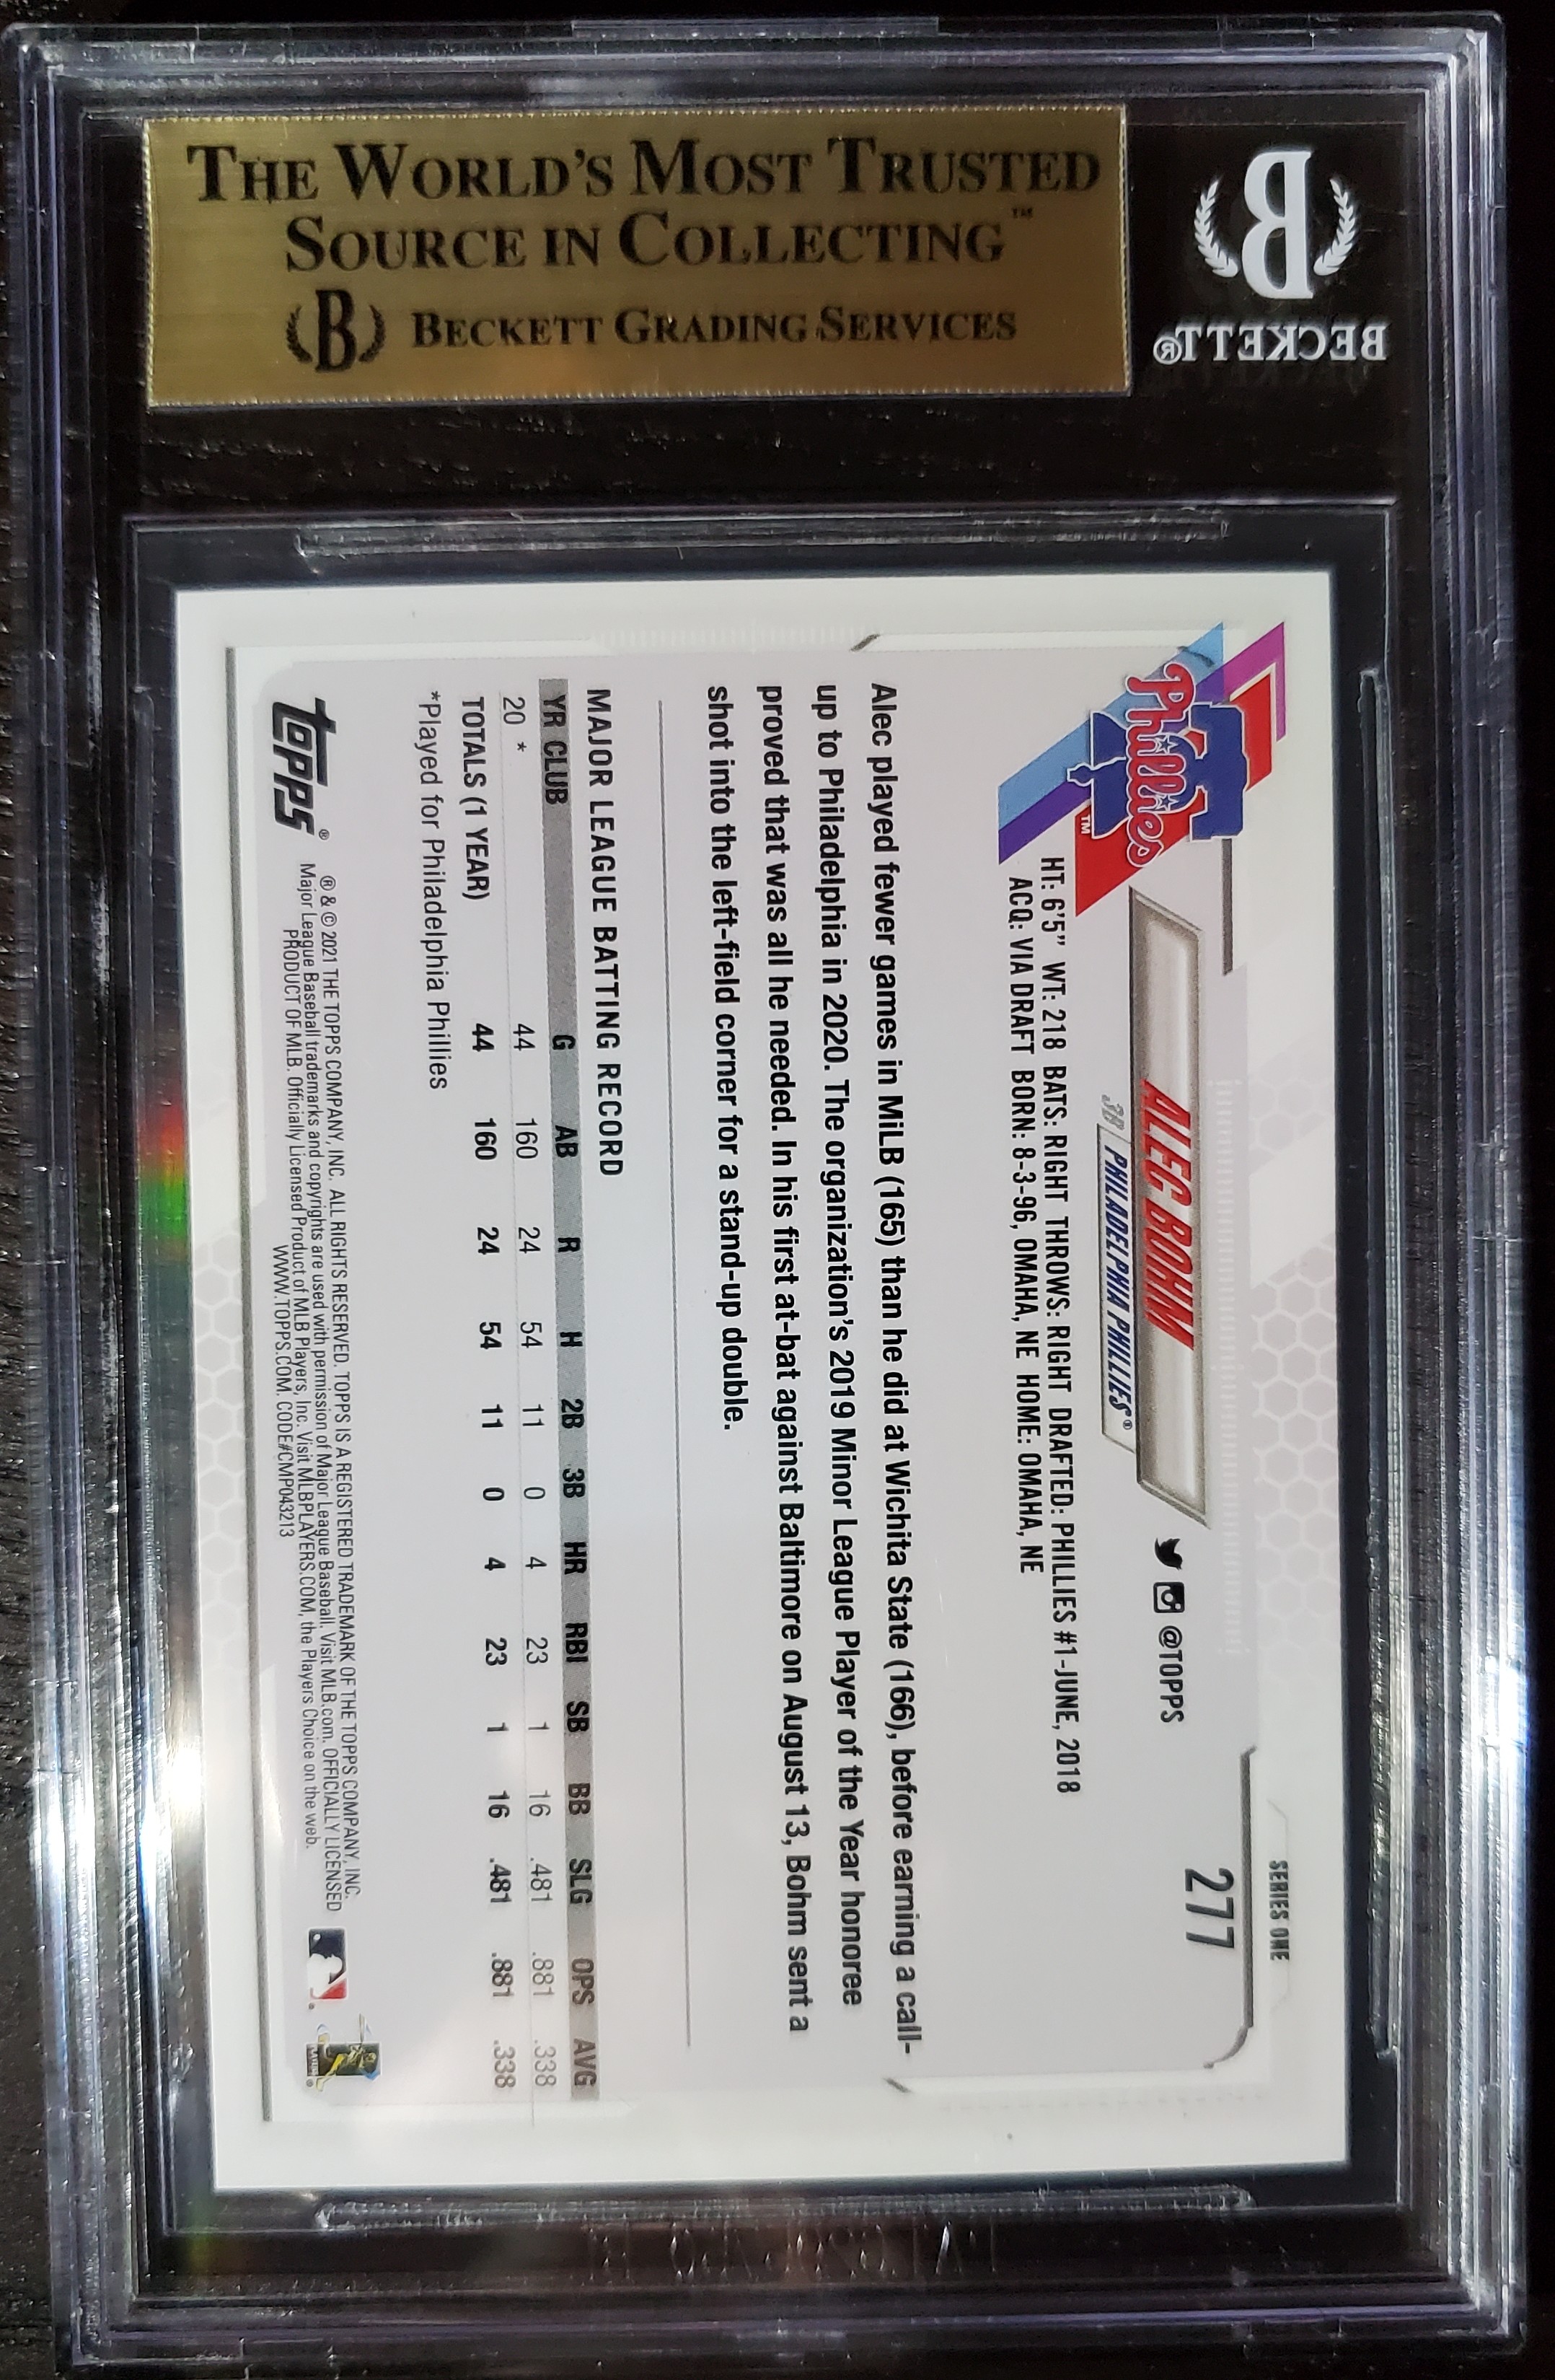 THE WORLD'S MOST TRUSTED
SOURCE IN COLLECTING™
B BECKETT GRADING SERVICES
B
BECKETT®
SERIES ONE
277
Phillies™
ALEC BOHM
@TOPPS
3B PHILADELPHIA PHILLIES®
HT: 6'5" WT: 218 BATS: RIGHT THROWS: RIGHT DRAFTED: PHILLIES #1-JUNE, 2018
ACQ: VIA DRAFT BORN: 8-3-96, OMAHA, NE HOME: OMAHA, NE
Alec played fewer games in MiLB (165) than he did at Wichita State (166), before earning a call-
up to Philadelphia in 2020. The organization's 2019 Minor League Player of the Year honoree
proved that was all he needed. In his first at-bat against Baltimore on August 13, Bohm sent a
shot into the left-field corner for a stand-up double.
MAJOR LEAGUE BATTING RECORD
YR CLUB G AB R H 2B 3B HR RBI SB BB SLG OPS AVG
20 * 44 160 24 54 11 0 4 23 1 16 .481 .881 .338
TOTALS (1 YEAR) 44 160 24 54 11 0 4 23 1 16 .481 .881 .338
*Played for Philadelphia Phillies
topps®
® & © 2021 THE TOPPS COMPANY, INC. ALL RIGHTS RESERVED. TOPPS IS A REGISTERED TRADEMARK OF THE TOPPS COMPANY, INC.
Major League Baseball trademarks and copyrights are used with permission of Major League Baseball. Visit MLB.com. OFFICIALLY LICENSED
PRODUCT OF MLB. Officially Licensed Product of MLB Players, Inc. Visit MLBPLAYERS.COM, the Players Choice on the web.
WWW.TOPPS.COM. CODE#CMP043213